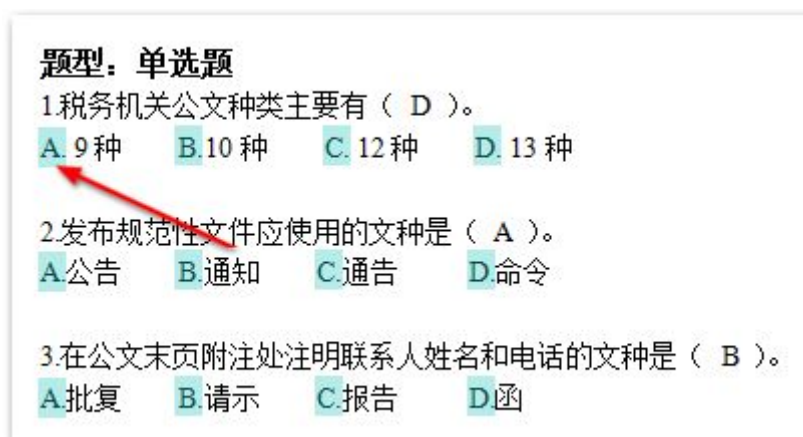 题型：单选题
1.税务机关公文种类主要有（ D ）。
A. 9种 B.10种 C. 12种 D. 13种
2.发布规范性文件应使用的文种是（ A ）。
A.公告 B.通知 C.通告 D.命令
3.在公文末页附注处注明联系人姓名和电话的文种是（ B ）。
A.批复 B.请示 C.报告 D.函